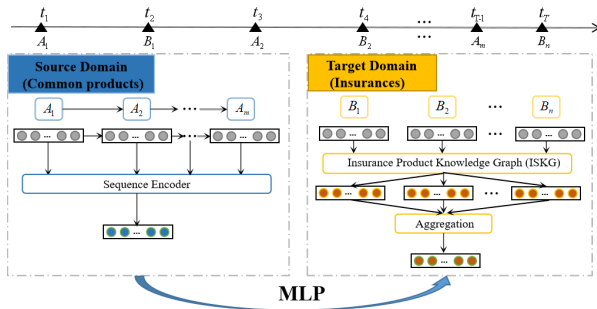 t1 t2 t3 t4 ... tT-1 tT
A1 B1 A2 B2 ... Am Bn
Source Domain
(Common products)
A1 A2 ... Am
... ... ... ...
Sequence Encoder
...
Target Domain
(Insurances)
B1 B2 ... Bn
... ... ... ...
Insurance Product Knowledge Graph (ISKG)
... ... ... ...
Aggregation
...
MLP